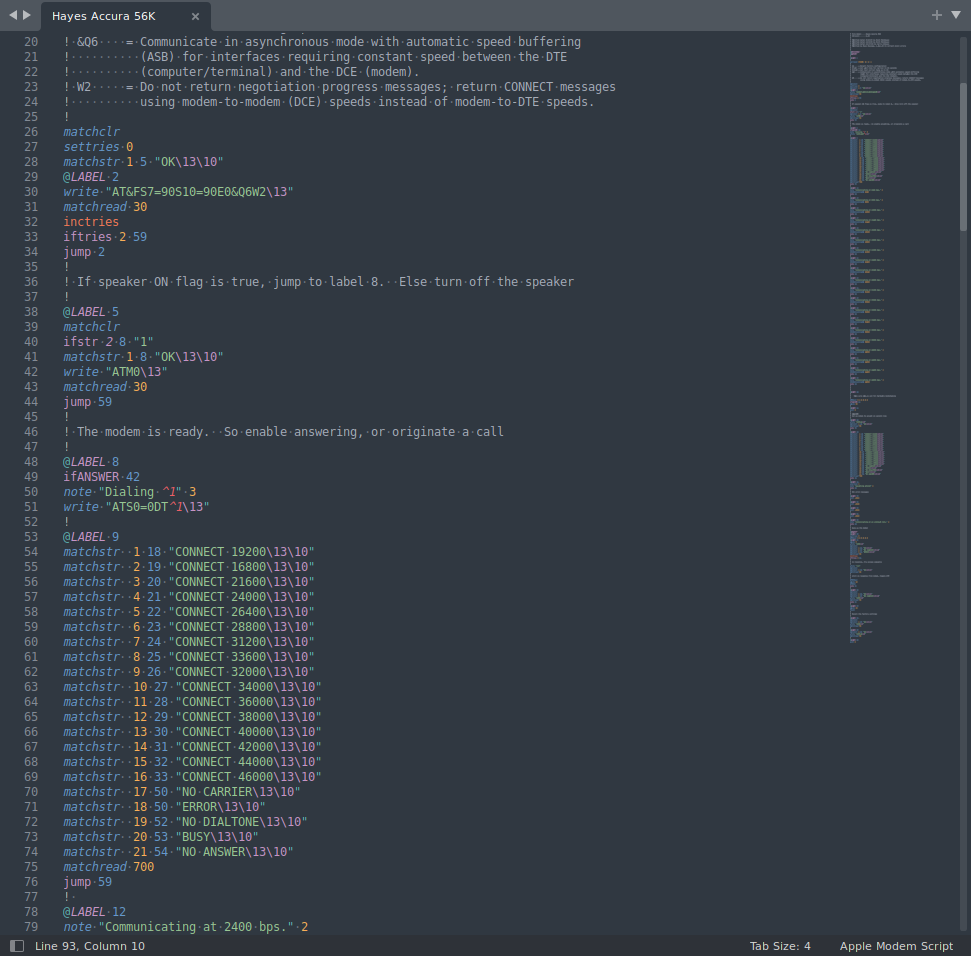 Hayes Accura 56K
20 ! &Q6 = Communicate in asynchronous mode with automatic speed buffering
21 ! (ASB) for interfaces requiring constant speed between the DTE
22 ! (computer/terminal) and the DCE (modem).
23 ! W2 = Do not return negotiation progress messages; return CONNECT messages
24 ! using modem-to-modem (DCE) speeds instead of modem-to-DTE speeds.
25 !
26 matchclr
27 settries 0
28 matchstr 1 5 "OK\13\10"
29 @LABEL 2
30 write "AT&FS7=90S10=90E0&Q6W2\13"
31 matchread 30
32 inctries
33 iftries 2 59
34 jump 2
35 !
36 ! If speaker ON flag is true, jump to label 8.  Else turn off the speaker
37 !
38 @LABEL 5
39 matchclr
40 ifstr 2 8 "1"
41 matchstr 1 8 "OK\13\10"
42 write "ATM0\13"
43 matchread 30
44 jump 59
45 !
46 ! The modem is ready.  So enable answering, or originate a call
47 !
48 @LABEL 8
49 ifANSWER 42
50 note "Dialing ^1" 3
51 write "ATS0=0DT^1\13"
52 !
53 @LABEL 9
54 matchstr  1 18 "CONNECT 19200\13\10"
55 matchstr  2 19 "CONNECT 16800\13\10"
56 matchstr  3 20 "CONNECT 21600\13\10"
57 matchstr  4 21 "CONNECT 24000\13\10"
58 matchstr  5 22 "CONNECT 26400\13\10"
59 matchstr  6 23 "CONNECT 28800\13\10"
60 matchstr  7 24 "CONNECT 31200\13\10"
61 matchstr  8 25 "CONNECT 33600\13\10"
62 matchstr  9 26 "CONNECT 32000\13\10"
63 matchstr  10 27 "CONNECT 34000\13\10"
64 matchstr  11 28 "CONNECT 36000\13\10"
65 matchstr  12 29 "CONNECT 38000\13\10"
66 matchstr  13 30 "CONNECT 40000\13\10"
67 matchstr  14 31 "CONNECT 42000\13\10"
68 matchstr  15 32 "CONNECT 44000\13\10"
69 matchstr  16 33 "CONNECT 46000\13\10"
70 matchstr  17 50 "NO CARRIER\13\10"
71 matchstr  18 50 "ERROR\13\10"
72 matchstr  19 52 "NO DIALTONE\13\10"
73 matchstr  20 53 "BUSY\13\10"
74 matchstr  21 54 "NO ANSWER\13\10"
75 matchread 700
76 jump 59
77 !
78 @LABEL 12
79 note "Communicating at 2400 bps." 2
Line 93, Column 10
Tab Size: 4
Apple Modem Script